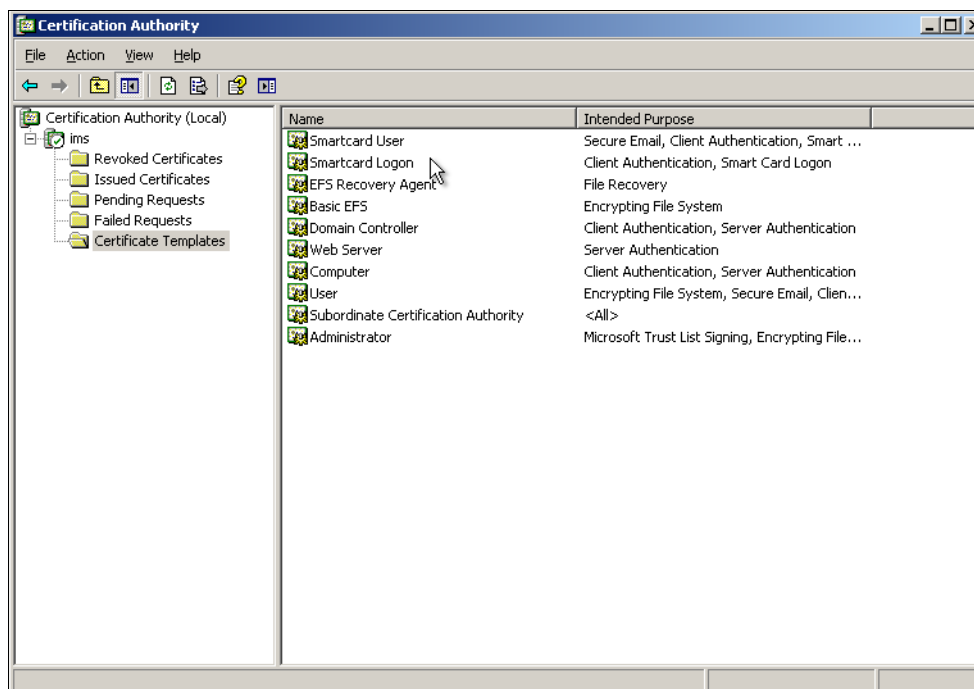 Certification Authority
File Action View Help
Certification Authority (Local)
ims
Revoked Certificates
Issued Certificates
Pending Requests
Failed Requests
Certificate Templates
Name Intended Purpose
Smartcard User Secure Email, Client Authentication, Smart ...
Smartcard Logon Client Authentication, Smart Card Logon
EFS Recovery Agent File Recovery
Basic EFS Encrypting File System
Domain Controller Client Authentication, Server Authentication
Web Server Server Authentication
Computer Client Authentication, Server Authentication
User Encrypting File System, Secure Email, Clien...
Subordinate Certification Authority <All>
Administrator Microsoft Trust List Signing, Encrypting File...